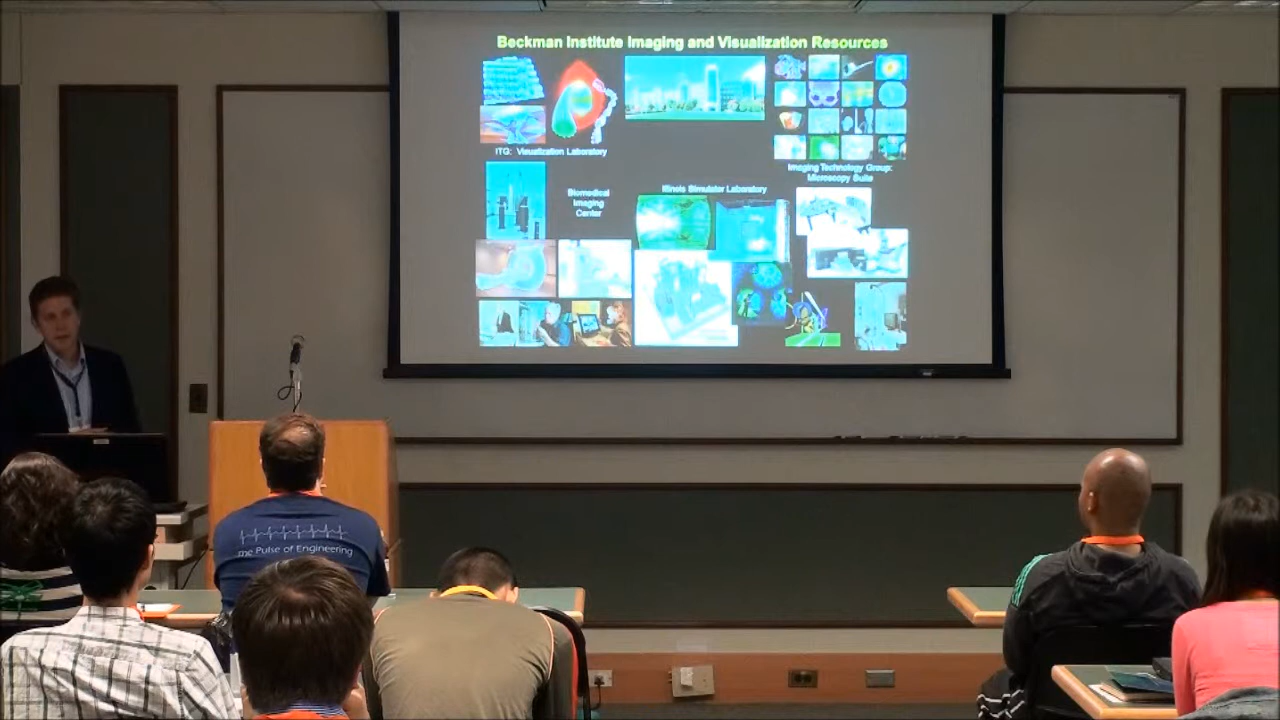 Beckman Institute Imaging and Visualization Resources
ITG: Visualization Laboratory
Imaging Technology Group:
Microscopy Suite
Biomedical
Imaging
Center
Illinois Simulator Laboratory
The Pulse of Engineering